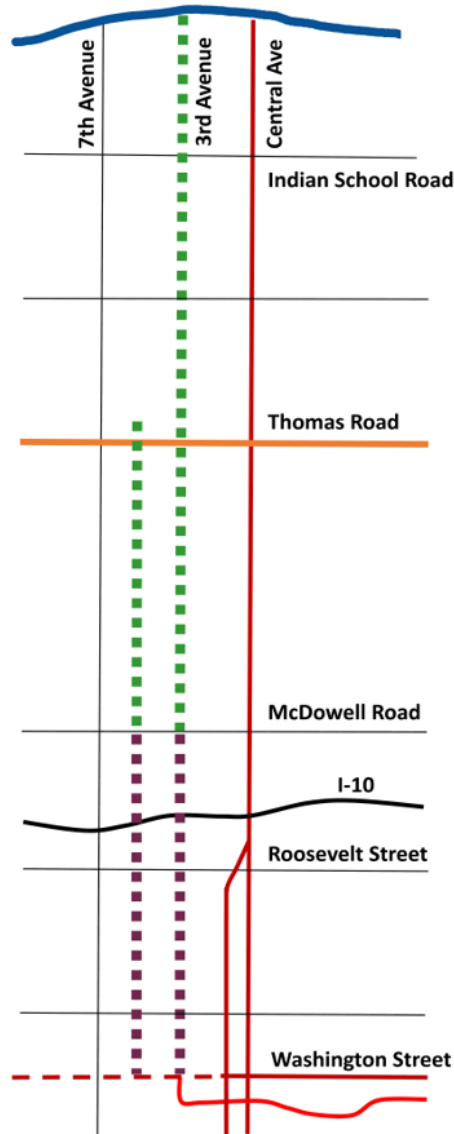 7th Avenue
3rd Avenue
Central Ave
Indian School Road
Thomas Road
McDowell Road
I-10
Roosevelt Street
Washington Street